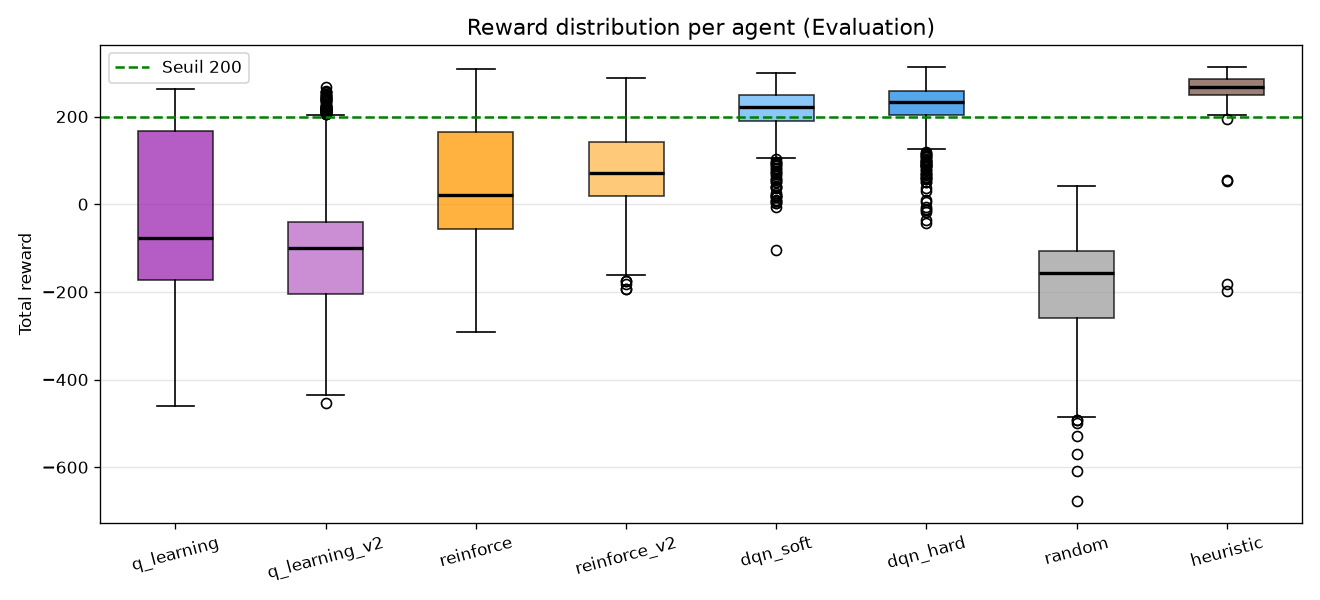 Reward distribution per agent (Evaluation)
Seuil 200
Total reward
200
0
−200
−400
−600
q_learning
q_learning_v2
reinforce
reinforce_v2
dqn_soft
dqn_hard
random
heuristic